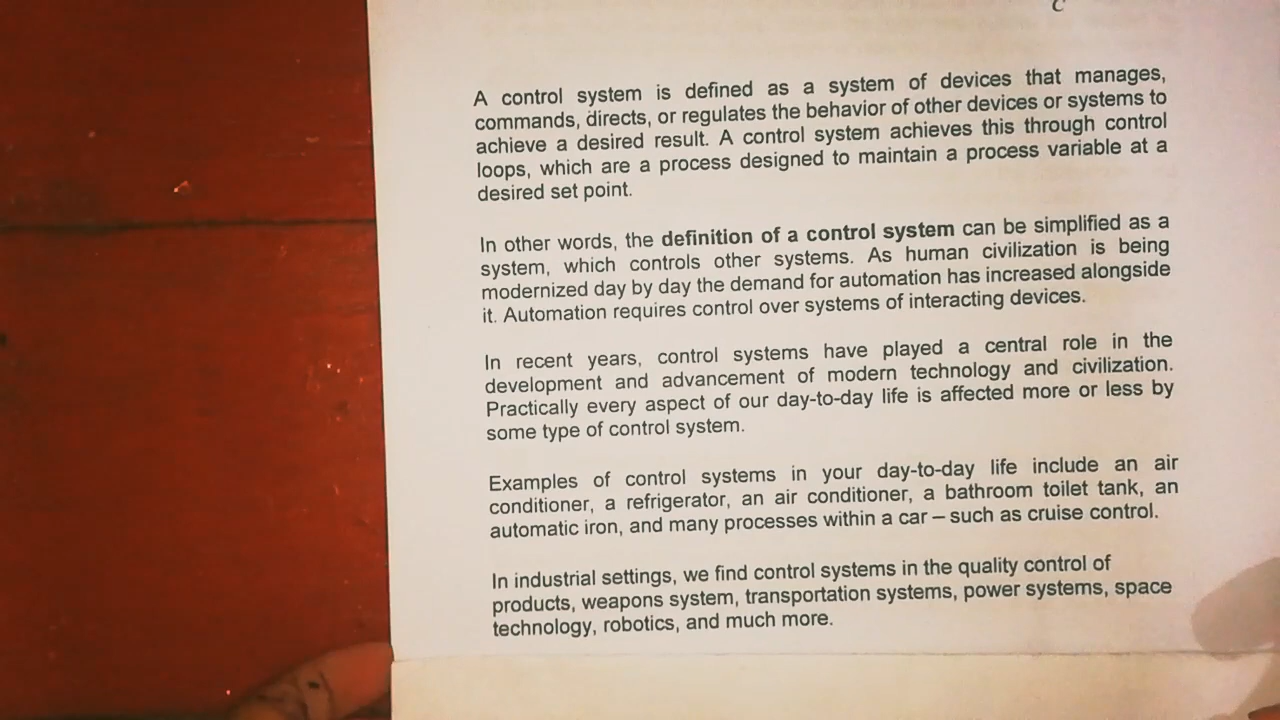 A control system is defined as a system of devices that manages,
commands, directs, or regulates the behavior of other devices or systems to
achieve a desired result. A control system achieves this through control
loops, which are a process designed to maintain a process variable at a
desired set point.
In other words, the definition of a control system can be simplified as a
system, which controls other systems. As human civilization is being
modernized day by day the demand for automation has increased alongside
it. Automation requires control over systems of interacting devices.
In recent years, control systems have played a central role in the
development and advancement of modern technology and civilization.
Practically every aspect of our day-to-day life is affected more or less by
some type of control system.
Examples of control systems in your day-to-day life include an air
conditioner, a refrigerator, an air conditioner, a bathroom toilet tank, an
automatic iron, and many processes within a car – such as cruise control.
In industrial settings, we find control systems in the quality control of
products, weapons system, transportation systems, power systems, space
technology, robotics, and much more.